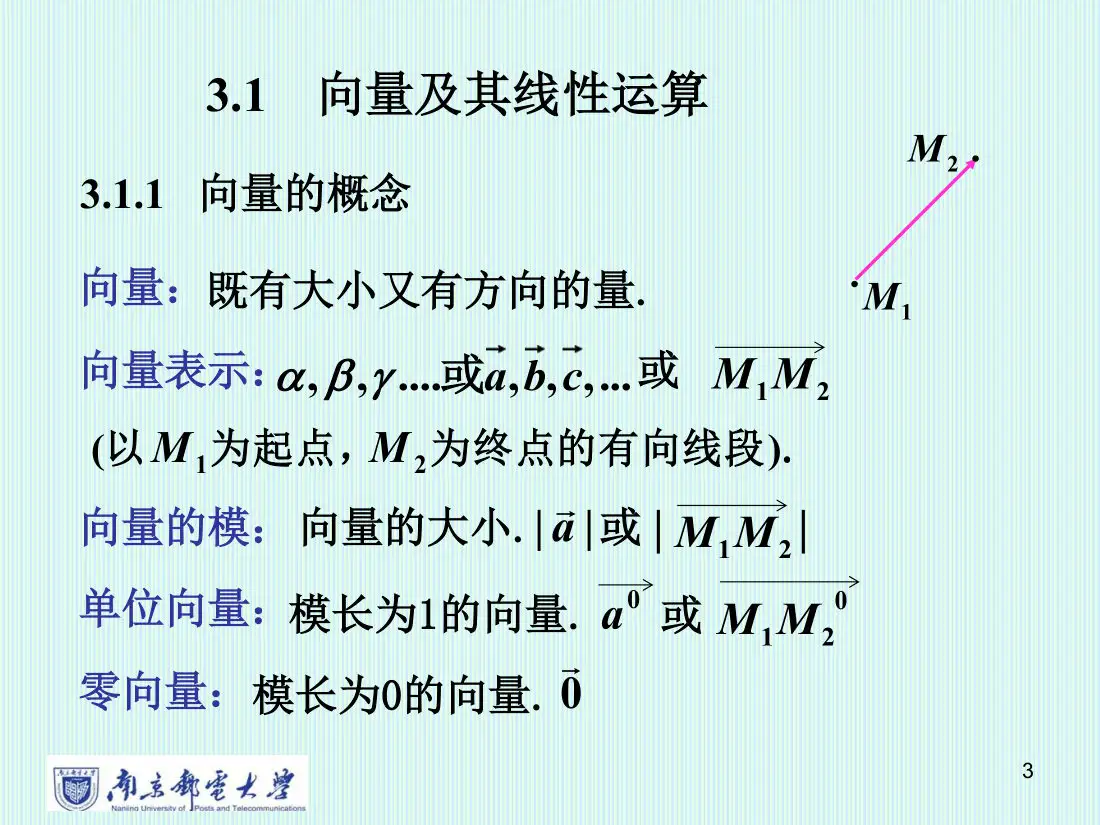 3.1 向量及其线性运算
M₂
3.1.1 向量的概念
向量：既有大小又有方向的量.
M₁
向量表示：α, β, γ ....或a⃗, b⃗, c⃗, ...或 M₁M₂→
(以 M₁为起点，M₂为终点的有向线段).
向量的模： 向量的大小. | a⃗ |或 | M₁M₂→ |
单位向量：模长为1的向量. a⁰→ 或 M₁M₂⁰→
零向量：模长为0的向量. 0⃗
南京邮電大学
Nanjing University of Posts and Telecommunications
3